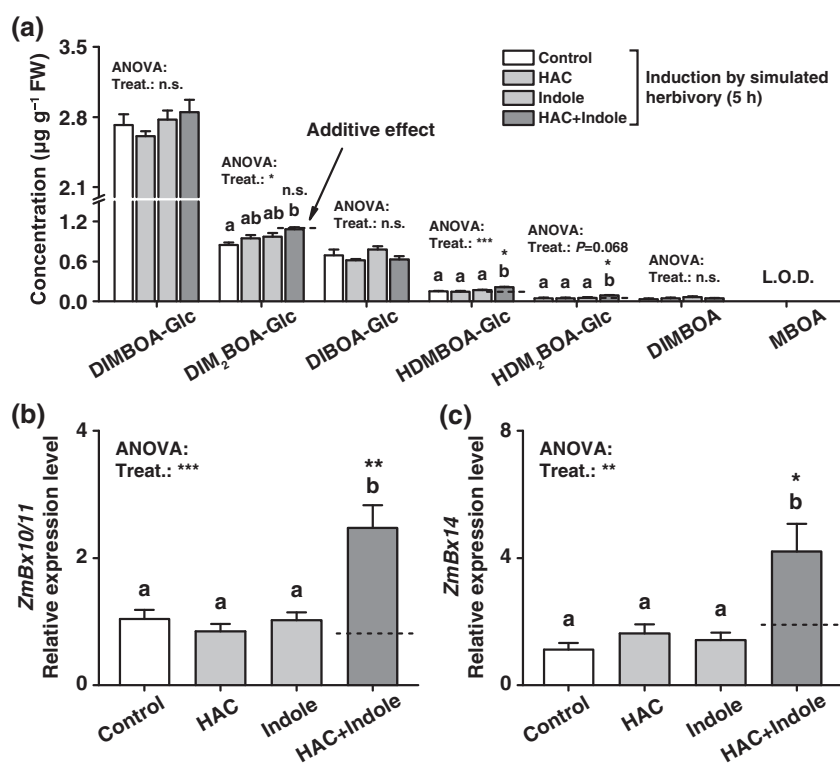 (a)
Concentration (µg g⁻¹ FW)
3.5
2.8
2.1
1.2
0.6
0.0
ANOVA:
Treat.: n.s.
ANOVA:
Treat.: *
n.s.
a ab ab b
Additive effect
ANOVA:
Treat.: n.s.
ANOVA:
Treat.: ***
*
a a a b
ANOVA:
Treat.: P=0.068
*
a a a b
ANOVA:
Treat.: n.s.
L.O.D.
Control
HAC
Indole
HAC+Indole
Induction by simulated
herbivory (5 h)
DIMBOA-Glc
DIM₂BOA-Glc
DIBOA-Glc
HDMBOA-Glc
HDM₂BOA-Glc
DIMBOA
MBOA
(b)
ZmBx10/11
Relative expression level
4
2
0
ANOVA:
Treat.: ***
a
a
a
**
b
Control
HAC
Indole
HAC+Indole
(c)
ZmBx14
Relative expression level
8
4
0
ANOVA:
Treat.: **
a
a
a
*
b
Control
HAC
Indole
HAC+Indole